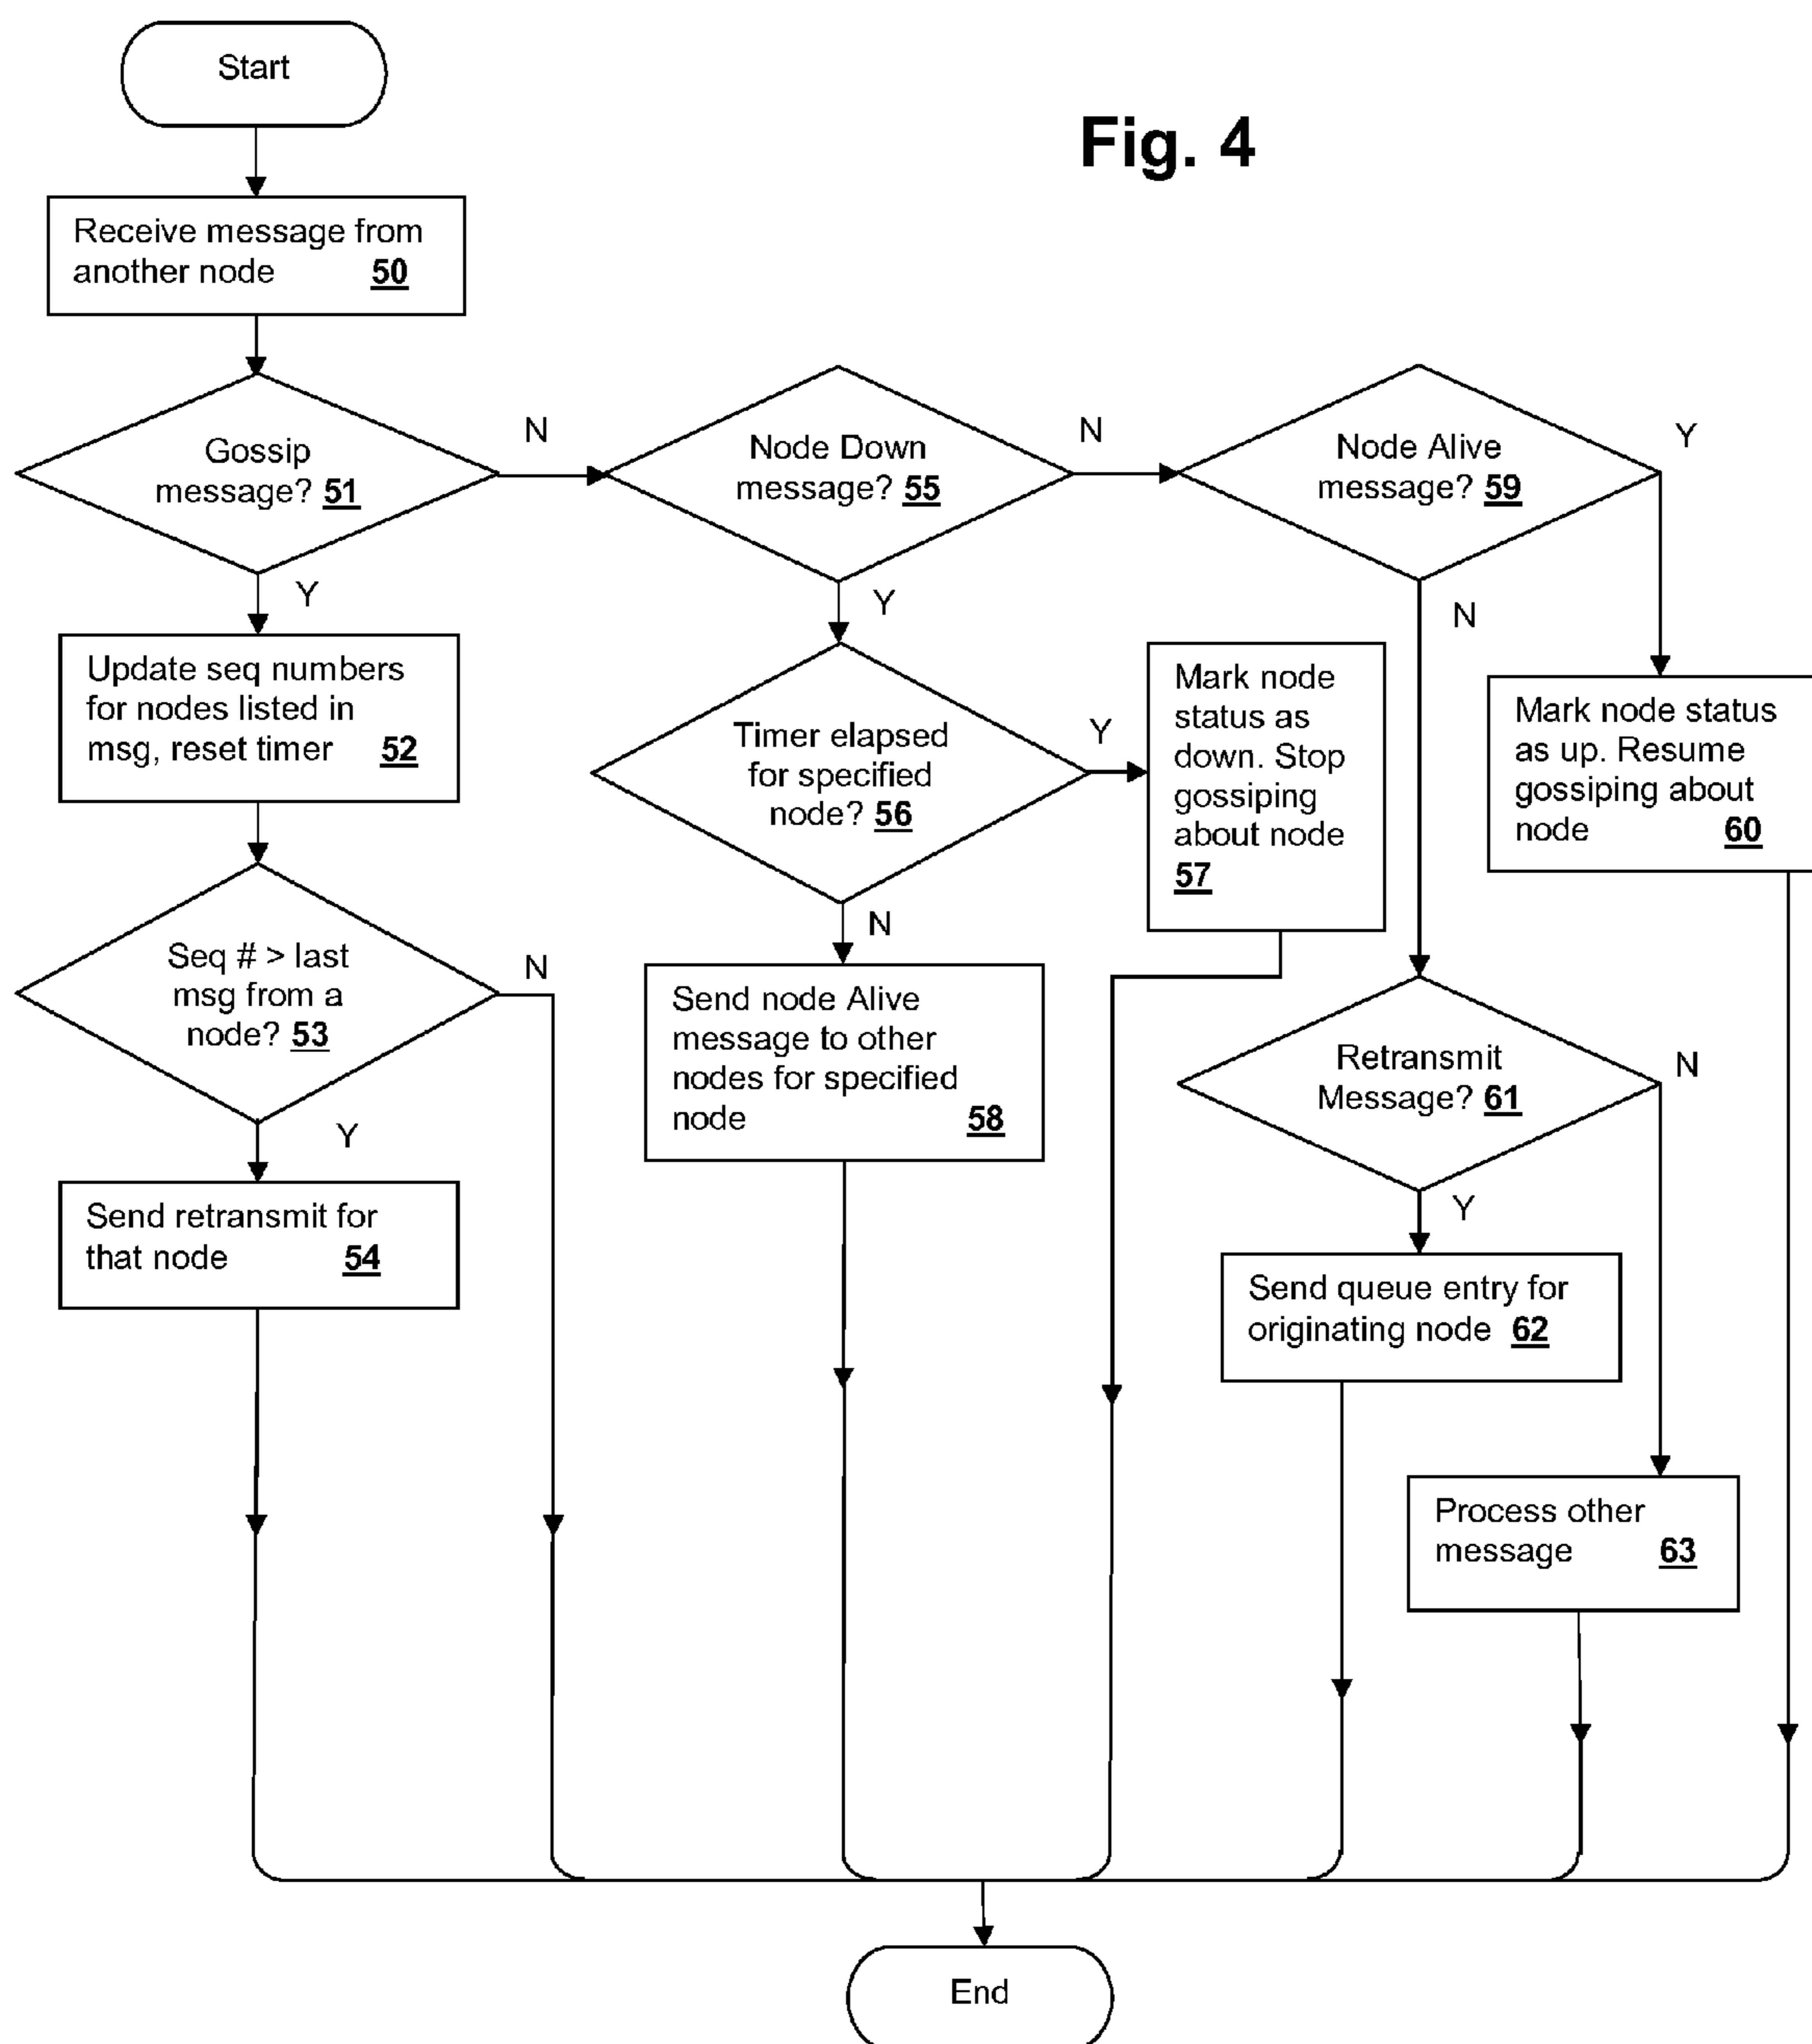 Start
Fig. 4
Receive message from
another node 50
Gossip
message? 51
N
Y
Node Down
message? 55
N
Y
Node Alive
message? 59
Y
N
Update seq numbers
for nodes listed in
msg, reset timer 52
Timer elapsed
for specified
node? 56
Y
N
Mark node
status as
down. Stop
gossiping
about node
57
Mark node status
as up. Resume
gossiping about
node 60
Seq # > last
msg from a
node? 53
N
Y
Send node Alive
message to other
nodes for specified
node 58
Retransmit
Message? 61
N
Y
Send retransmit for
that node 54
Send queue entry for
originating node 62
Process other
message 63
End